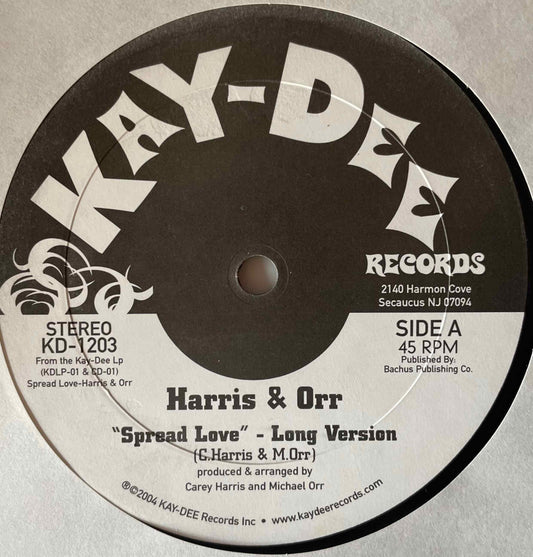 KAY-DEE
RECORDS
2140 Harmon Cove
Secaucus NJ 07094
STEREO
KD-1203
From the Kay-Dee Lp
(KDLP-01 & CD-01)
Spread Love-Harris & Orr
SIDE A
45 RPM
Published By:
Bachus Publishing Co.
Harris & Orr
"Spread Love" - Long Version
(C.Harris & M.Orr)
produced & arranged by
Carey Harris and Michael Orr
℗©2004 KAY-DEE Records Inc • www.kaydeerecords.com